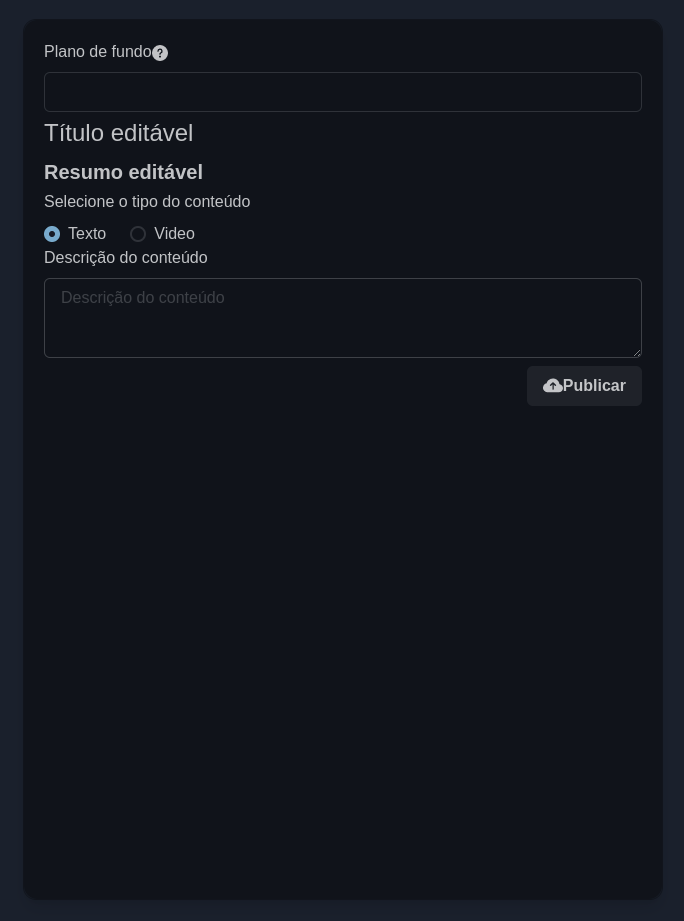 Plano de fundo
Título editável
Resumo editável
Selecione o tipo do conteúdo
Texto Video
Descrição do conteúdo
Descrição do conteúdo
Publicar